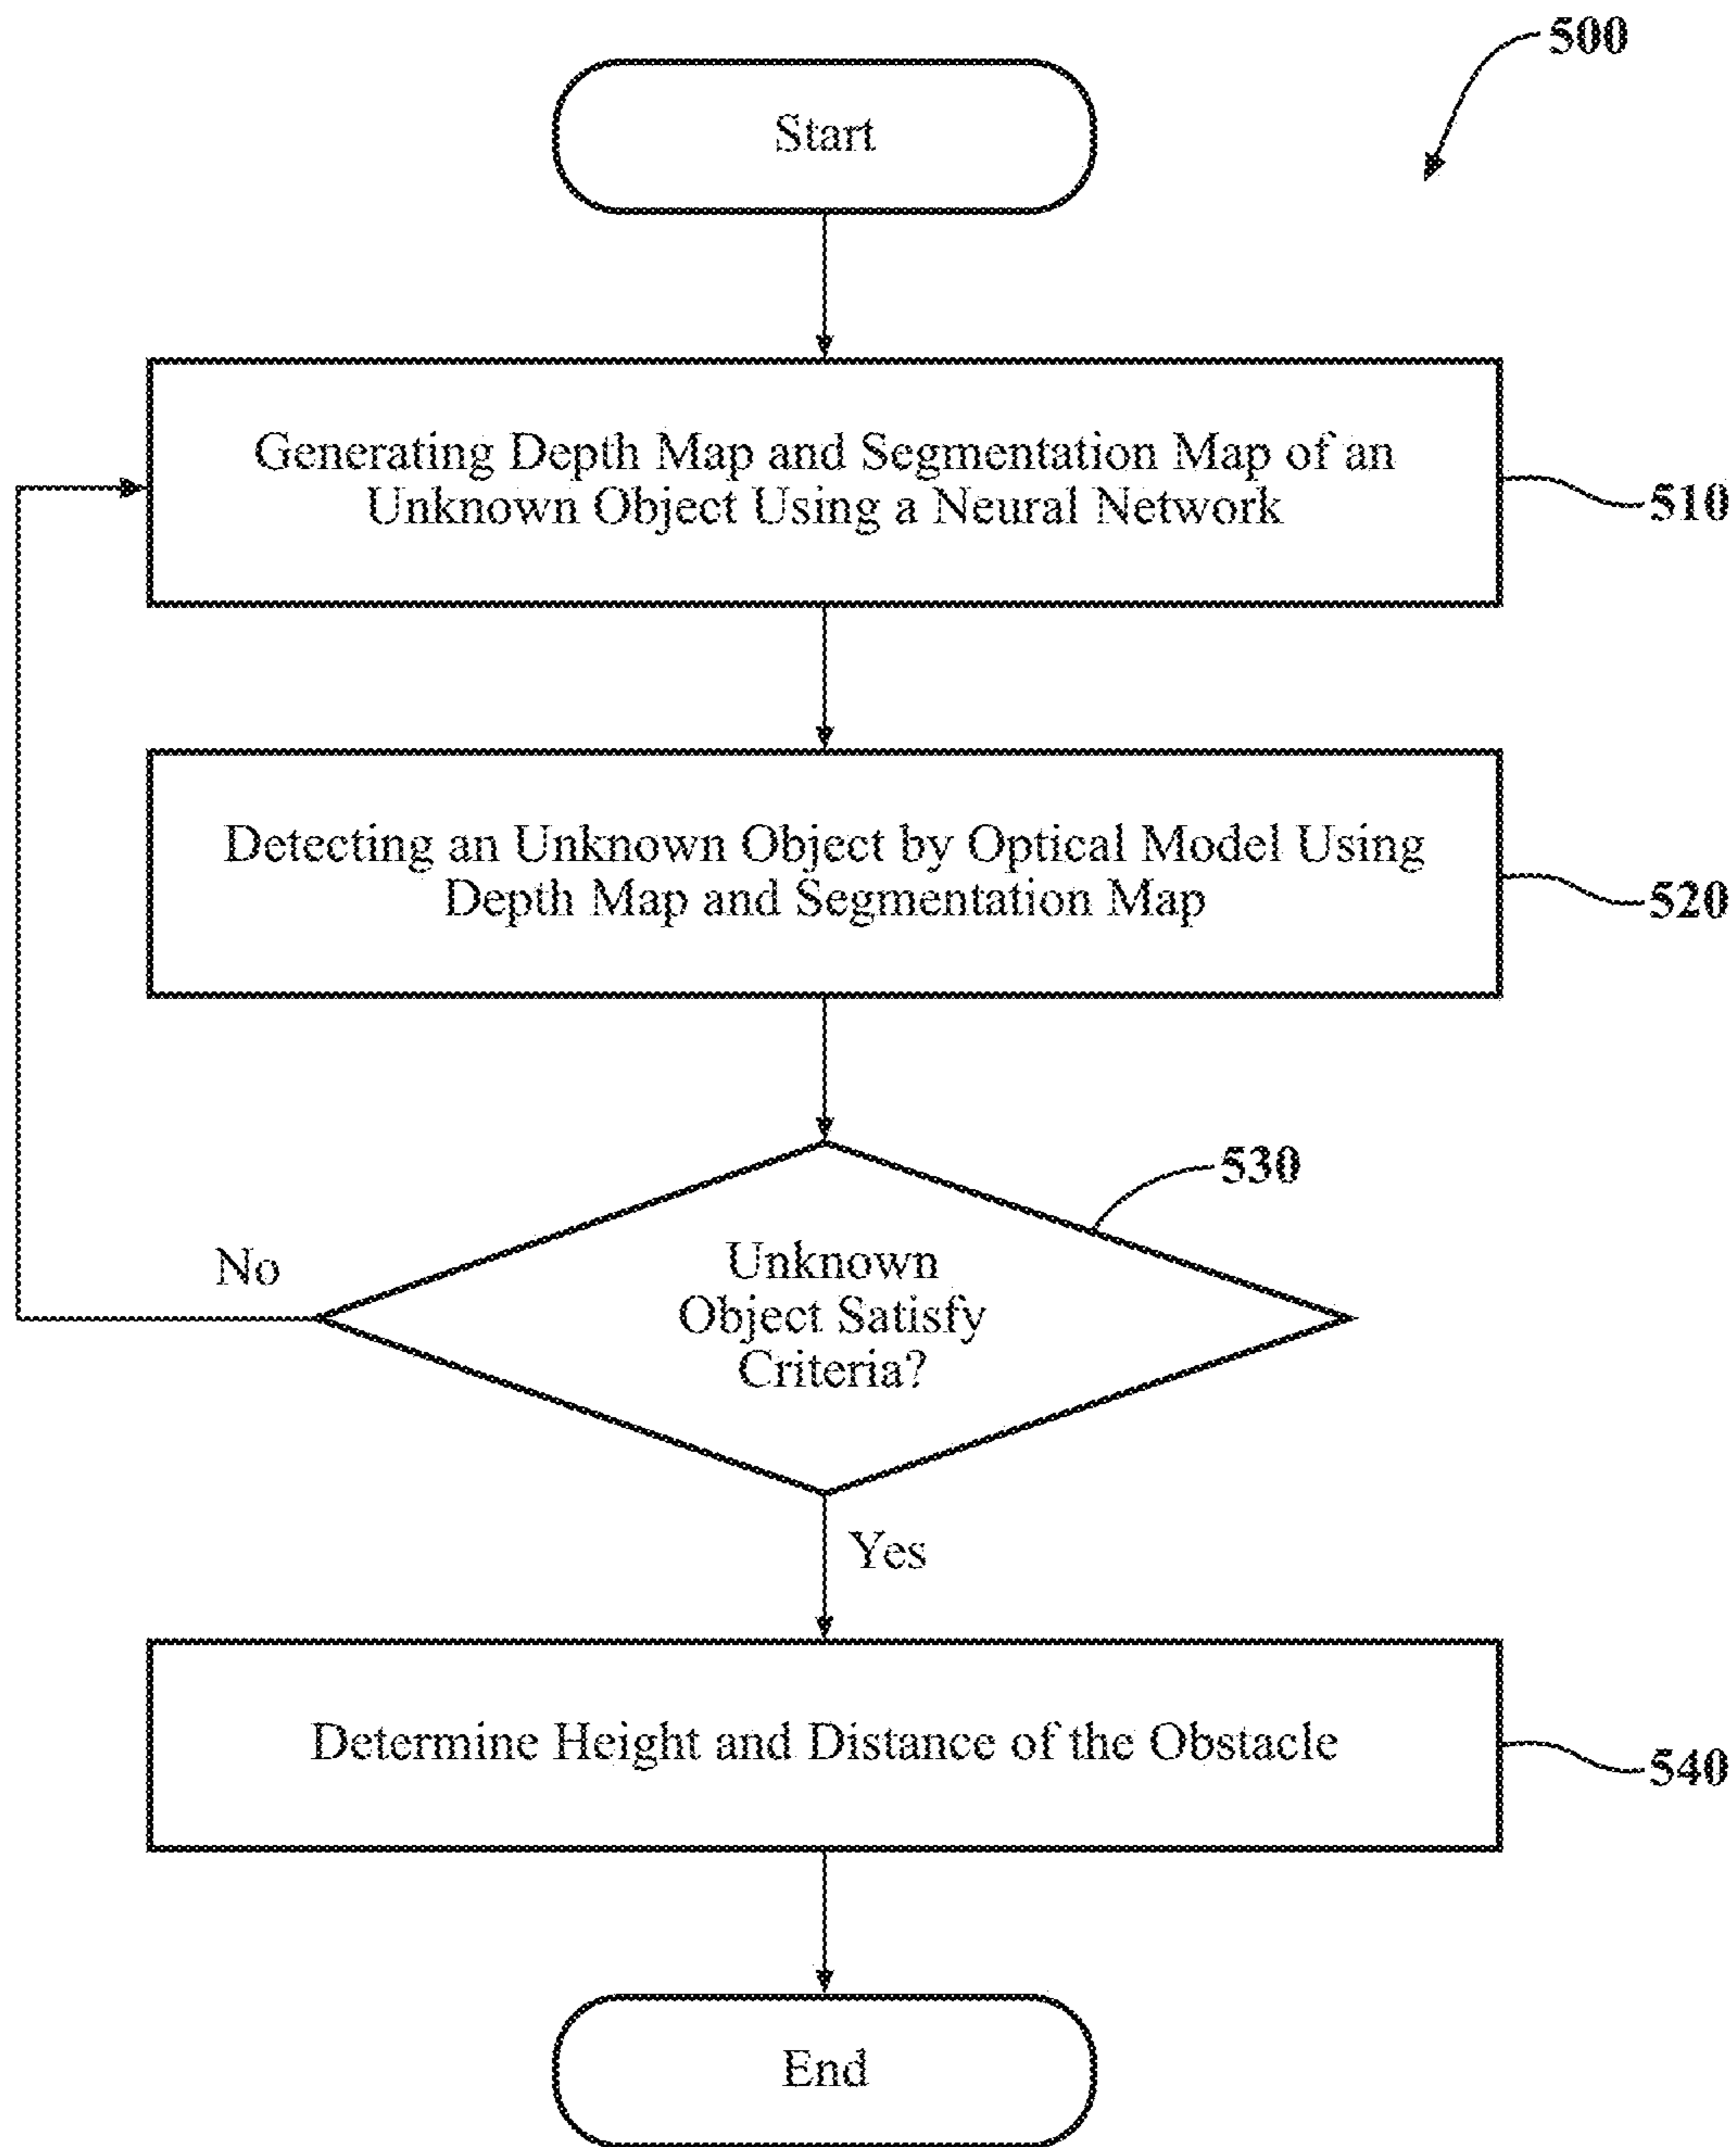 500
Start
Generating Depth Map and Segmentation Map of an
Unknown Object Using a Neural Network
510
Detecting an Unknown Object by Optical Model Using
Depth Map and Segmentation Map
520
530
Unknown
Object Satisfy
Criteria?
No
Yes
Determine Height and Distance of the Obstacle
540
End